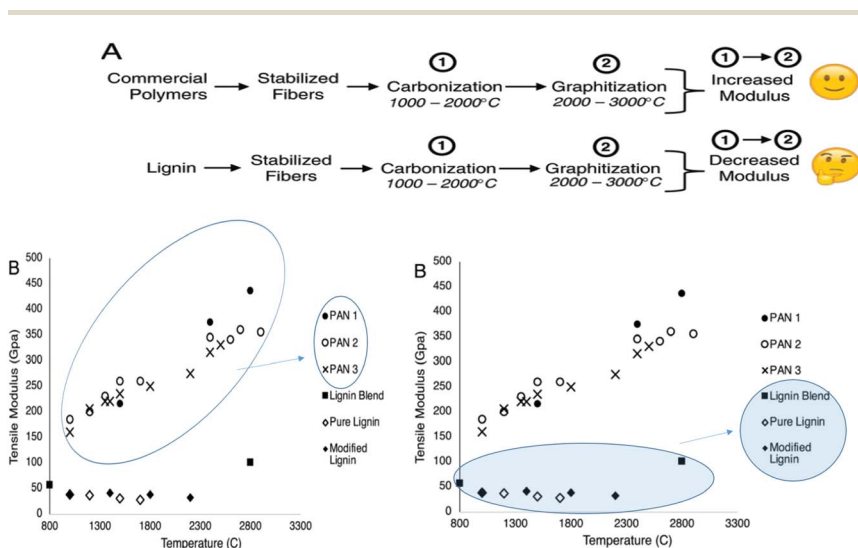 A
① → ②
① ②
Commercial Polymers → Stabilized Fibers → Carbonization → Graphitization Increased Modulus
1000 – 2000°C 2000 – 3000°C
① → ②
① ②
Lignin → Stabilized Fibers → Carbonization → Graphitization Decreased Modulus
1000 – 2000°C 2000 – 3000°C
B
Tensile Modulus (Gpa)
500
450
400
350
300
250
200
150
100
50
0
800 1300 1800 2300 2800 3300
Temperature (C)
PAN 1
PAN 2
PAN 3
Lignin Blend
Pure Lignin
Modified
Lignin
B
Tensile Modulus (Gpa)
500
450
400
350
300
250
200
150
100
50
0
800 1300 1800 2300 2800 3300
Temperature (C)
PAN 1
PAN 2
PAN 3
Lignin Blend
Pure Lignin
Modified
Lignin